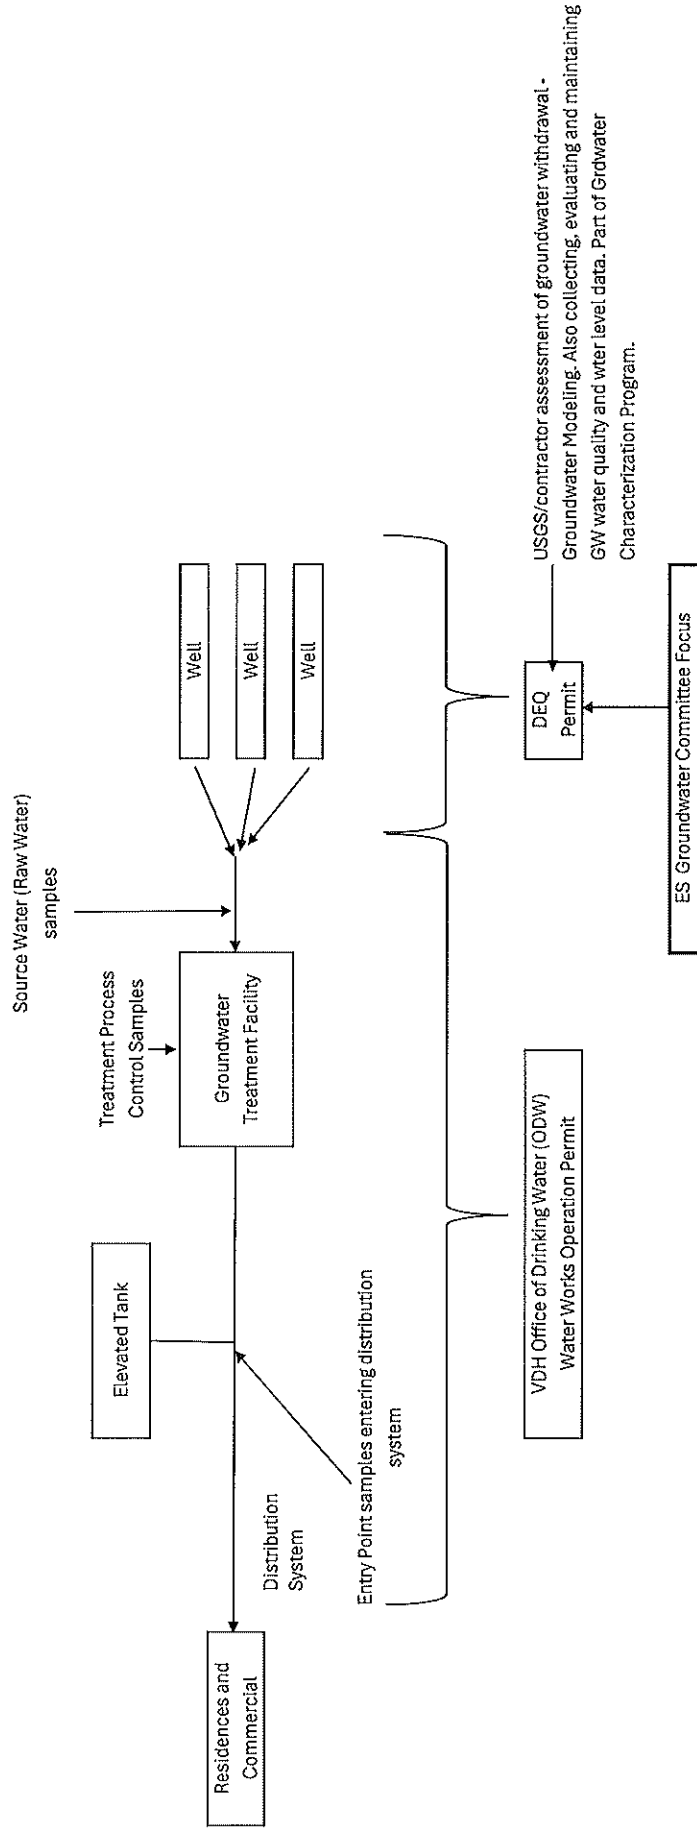 Source Water (Raw Water)
samples
Treatment Process
Control Samples
Elevated Tank
Well
Well
Well
Groundwater
Treatment Facility
Residences and
Commercial
Distribution
System
Entry Point samples entering distribution
system
VDH Office of Drinking Water (ODW)
Water Works Operation Permit
DEQ
Permit
USGS/contractor assessment of groundwater withdrawal -
Groundwater Modeling. Also collecting, evaluating and maintaining
GW water quality and wter level data. Part of Grdwater
Characterization Program.
ES Groundwater Committee Focus